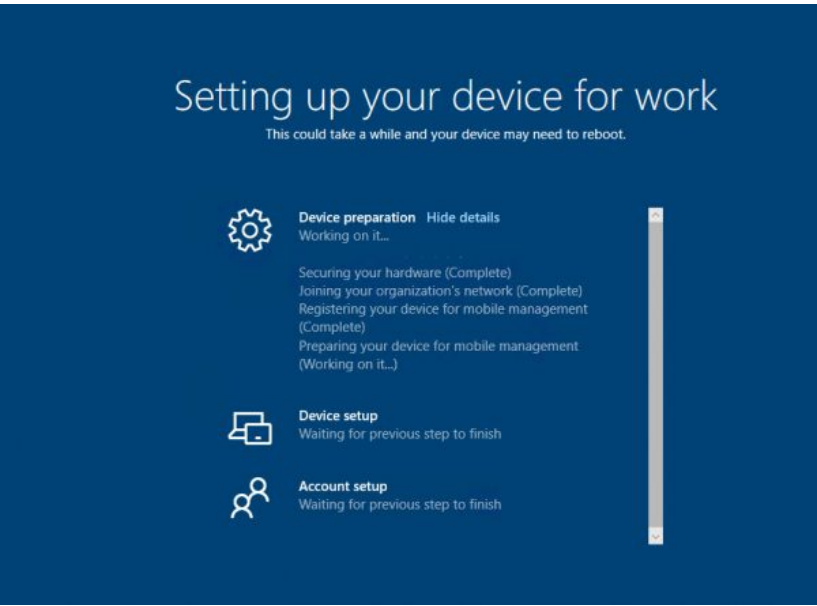 Setting up your device for work
This could take a while and your device may need to reboot.
Device preparation Hide details
Working on it...
Securing your hardware (Complete)
Joining your organization's network (Complete)
Registering your device for mobile management
(Complete)
Preparing your device for mobile management
(Working on it...)
Device setup
Waiting for previous step to finish
Account setup
Waiting for previous step to finish